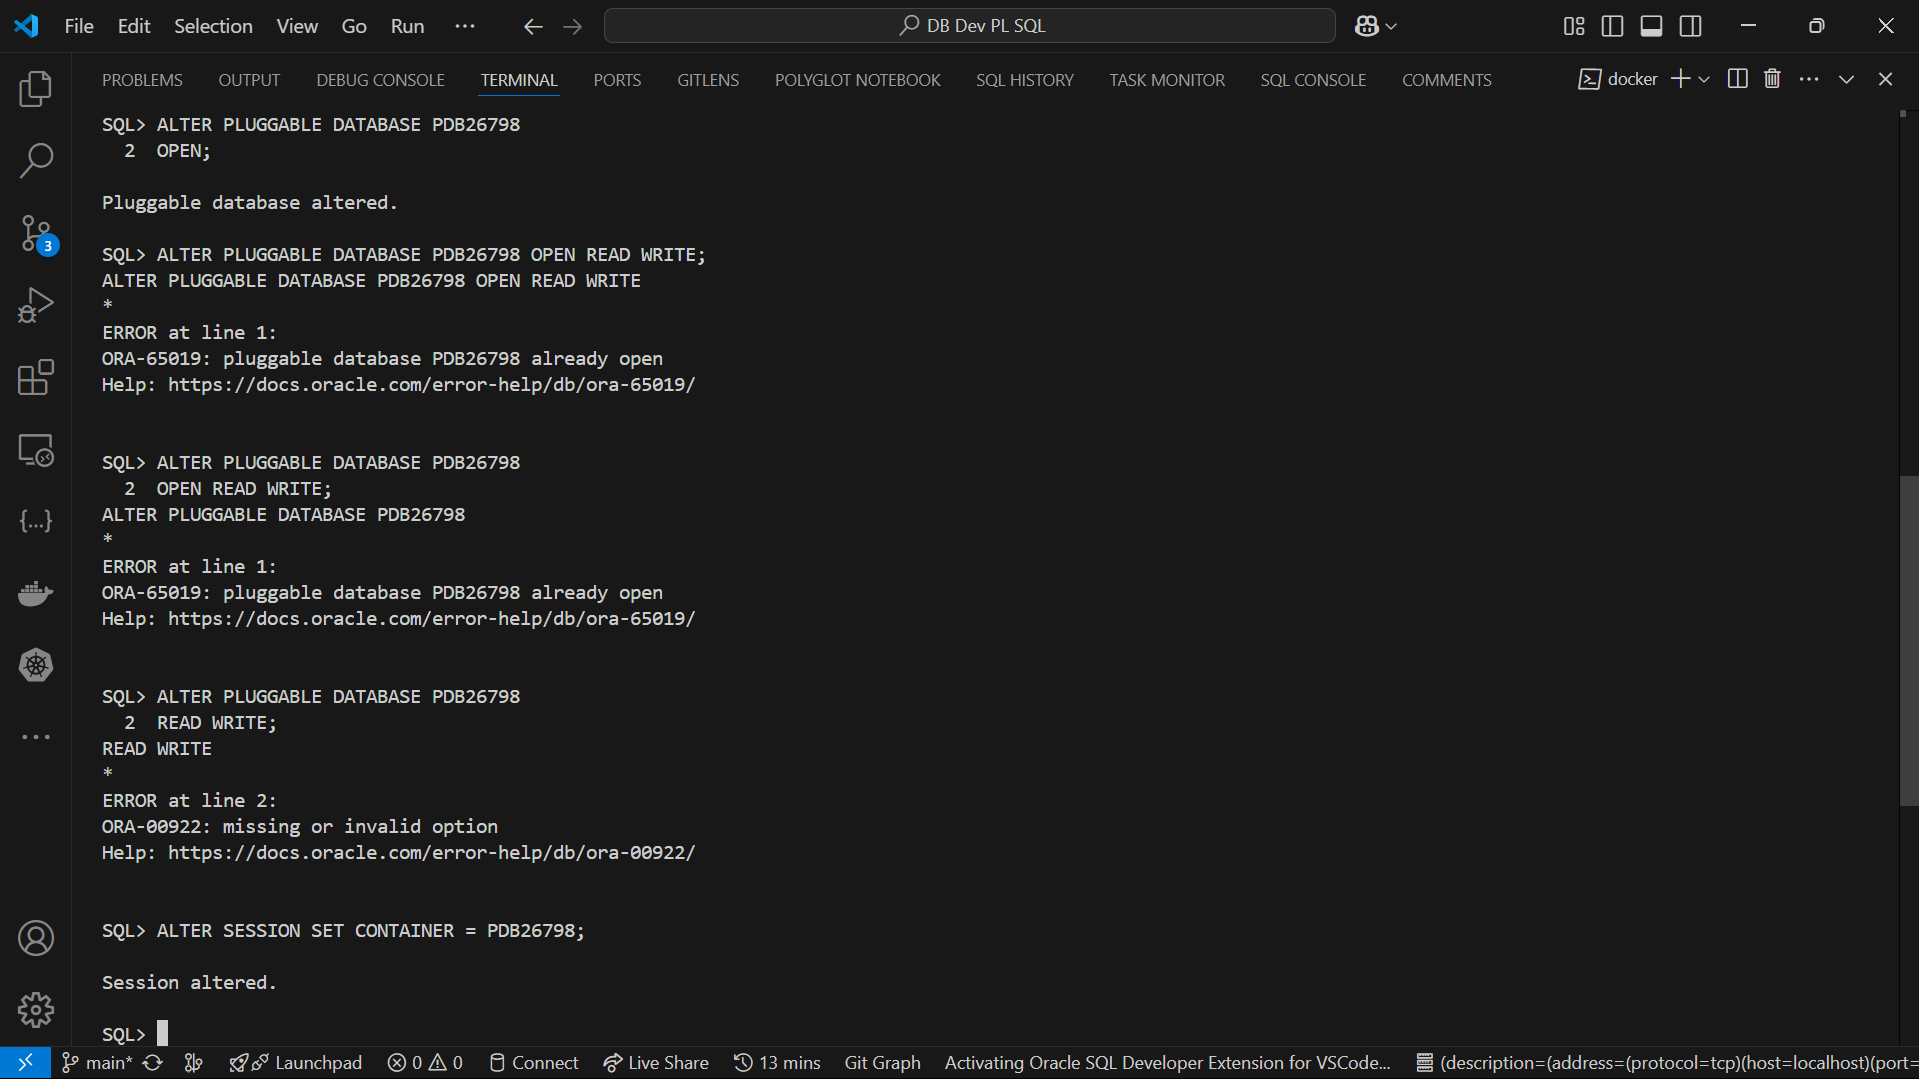 File Edit Selection View Go Run ··· DB Dev PL SQL
PROBLEMS OUTPUT DEBUG CONSOLE TERMINAL PORTS GITLENS POLYGLOT NOTEBOOK SQL HISTORY TASK MONITOR SQL CONSOLE COMMENTS docker
SQL> ALTER PLUGGABLE DATABASE PDB26798
  2  OPEN;
Pluggable database altered.
SQL> ALTER PLUGGABLE DATABASE PDB26798 OPEN READ WRITE;
ALTER PLUGGABLE DATABASE PDB26798 OPEN READ WRITE
*
ERROR at line 1:
ORA-65019: pluggable database PDB26798 already open
Help: https://docs.oracle.com/error-help/db/ora-65019/
SQL> ALTER PLUGGABLE DATABASE PDB26798
  2  OPEN READ WRITE;
ALTER PLUGGABLE DATABASE PDB26798
*
ERROR at line 1:
ORA-65019: pluggable database PDB26798 already open
Help: https://docs.oracle.com/error-help/db/ora-65019/
SQL> ALTER PLUGGABLE DATABASE PDB26798
  2  READ WRITE;
READ WRITE
*
ERROR at line 2:
ORA-00922: missing or invalid option
Help: https://docs.oracle.com/error-help/db/ora-00922/
SQL> ALTER SESSION SET CONTAINER = PDB26798;
Session altered.
SQL>
3
main* Launchpad 0 0 Connect Live Share 13 mins Git Graph Activating Oracle SQL Developer Extension for VSCode... (description=(address=(protocol=tcp)(host=localhost)(port=